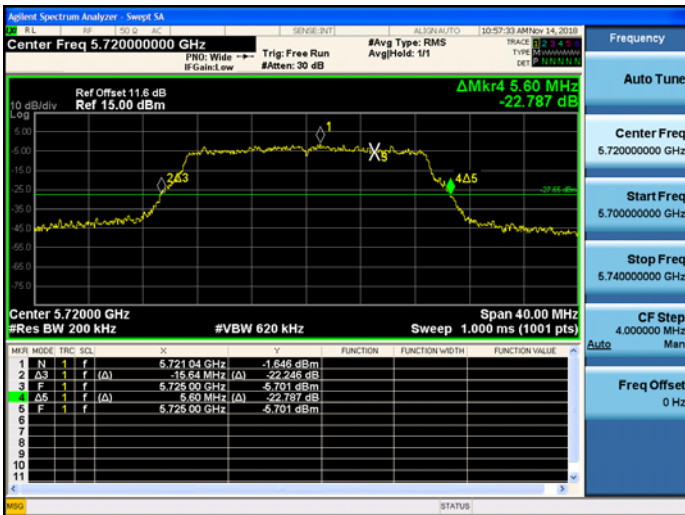 Agilent Spectrum Analyzer - Swept SA
RL RF 50 Ω AC SENSE:INT ALIGN AUTO 10:57:33 AM Nov 14, 2018
Center Freq 5.720000000 GHz
PNO: Wide
IFGain:Low
Trig: Free Run
#Atten: 30 dB
#Avg Type: RMS
Avg|Hold: 1/1
TRACE 1 2 3 4 5 6
TYPE M W W W W W
DET P N N N N N
Ref Offset 11.6 dB
Ref 15.00 dBm
10 dB/div
Log
ΔMkr4 5.60 MHz
-22.787 dB
5.00
-5.00
-15.0
-25.0
-35.0
-45.0
-55.0
-65.0
-75.0
1
2Δ3
5
4Δ5
-27.65 dBm
Center 5.72000 GHz
Span 40.00 MHz
#Res BW 200 kHz #VBW 620 kHz Sweep 1.000 ms (1001 pts)
MKR MODE TRC SCL X Y FUNCTION FUNCTION WIDTH FUNCTION VALUE
1 N 1 f 5.721 04 GHz -1.646 dBm
2 Δ3 1 f (Δ) -15.64 MHz (Δ) -22.246 dB
3 F 1 f 5.725 00 GHz -5.701 dBm
4 Δ5 1 f (Δ) 5.60 MHz (Δ) -22.787 dB
5 F 1 f 5.725 00 GHz -5.701 dBm
6
7
8
9
10
11
MSG STATUS
Frequency
Auto Tune
Center Freq
5.720000000 GHz
Start Freq
5.700000000 GHz
Stop Freq
5.740000000 GHz
CF Step
4.000000 MHz
Auto Man
Freq Offset
0 Hz